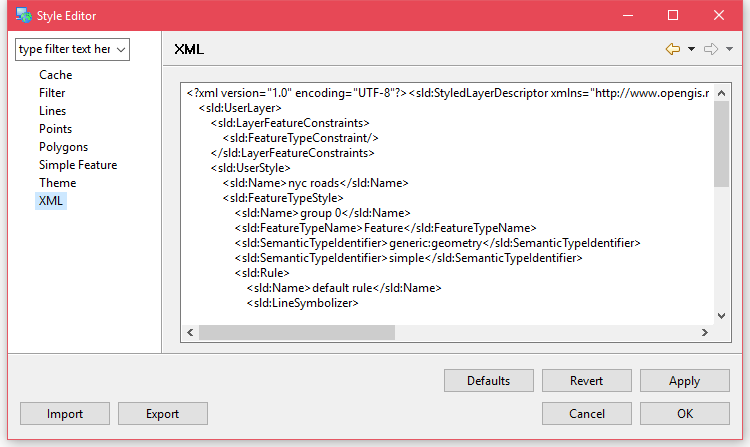 Style Editor
type filter text her
XML
Cache
Filter
Lines
Points
Polygons
Simple Feature
Theme
XML
<?xml version="1.0" encoding="UTF-8"?><sld:StyledLayerDescriptor xmlns="http://www.opengis.r
<sld:UserLayer>
<sld:LayerFeatureConstraints>
<sld:FeatureTypeConstraint/>
</sld:LayerFeatureConstraints>
<sld:UserStyle>
<sld:Name>nyc roads</sld:Name>
<sld:FeatureTypeStyle>
<sld:Name>group 0</sld:Name>
<sld:FeatureTypeName>Feature</sld:FeatureTypeName>
<sld:SemanticTypeIdentifier>generic:geometry</sld:SemanticTypeIdentifier>
<sld:SemanticTypeIdentifier>simple</sld:SemanticTypeIdentifier>
<sld:Rule>
<sld:Name>default rule</sld:Name>
<sld:LineSymbolizer>
Defaults Revert Apply
Import Export Cancel OK